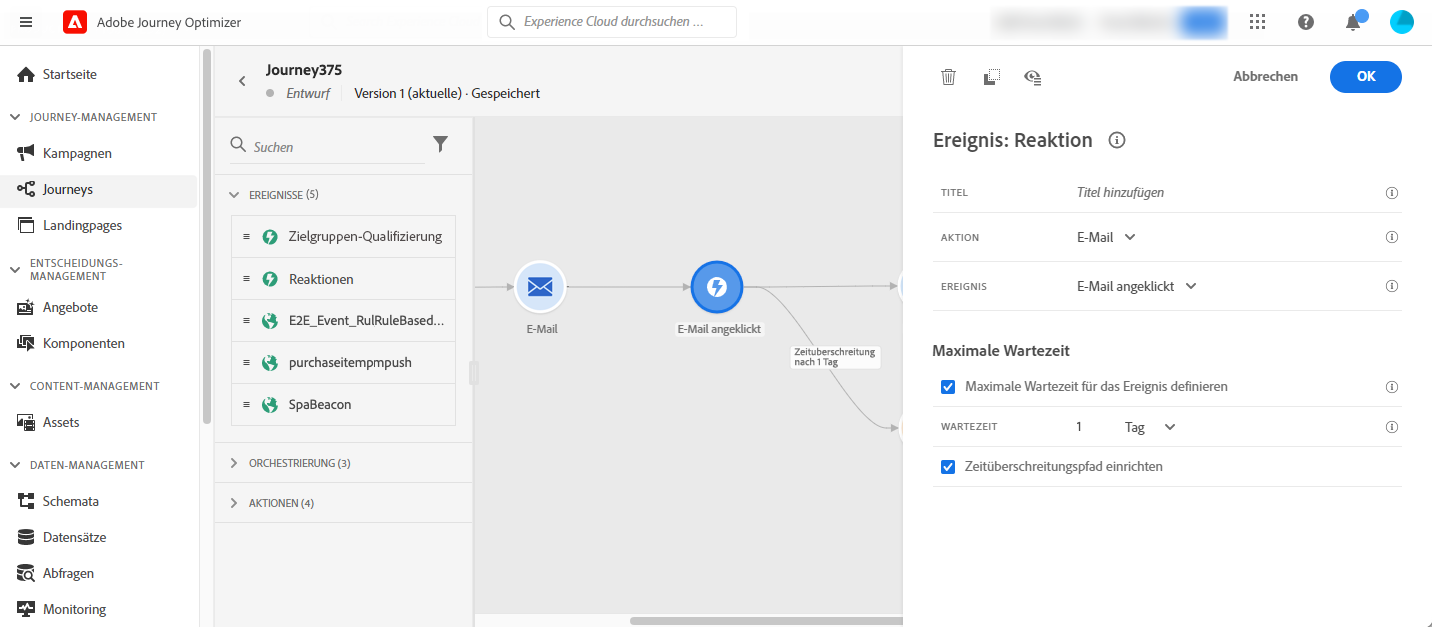 Adobe Journey Optimizer
Experience Cloud durchsuchen ...
Startseite
JOURNEY-MANAGEMENT
Kampagnen
Journeys
Landingpages
ENTSCHEIDUNGS-
MANAGEMENT
Angebote
Komponenten
CONTENT-MANAGEMENT
Assets
DATEN-MANAGEMENT
Schemata
Datensätze
Abfragen
Monitoring
Journey375
Entwurf
Version 1 (aktuelle) · Gespeichert
Suchen
EREIGNISSE (5)
Zielgruppen-Qualifizierung
Reaktionen
E2E_Event_RulRuleBased...
purchaseitempmpush
SpaBeacon
ORCHESTRIERUNG (3)
AKTIONEN (4)
E-Mail
E-Mail angeklickt
Zeituberschreitung
nach 1 Tag
Abbrechen
OK
Ereignis: Reaktion
TITEL
Titel hinzufügen
AKTION
E-Mail
EREIGNIS
E-Mail angeklickt
Maximale Wartezeit
Maximale Wartezeit für das Ereignis definieren
WARTEZEIT
1
Tag
Zeitüberschreitungspfad einrichten